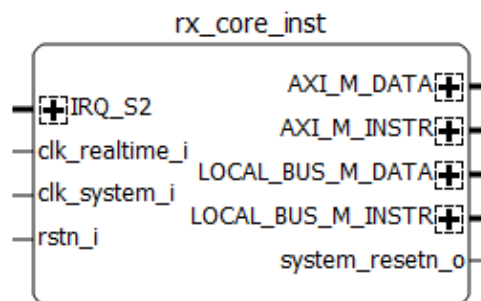 rx_core_inst
AXI_M_DATA
IRQ_S2
AXI_M_INSTR
clk_realtime_i
LOCAL_BUS_M_DATA
clk_system_i
LOCAL_BUS_M_INSTR
rstn_i
system_resetn_o